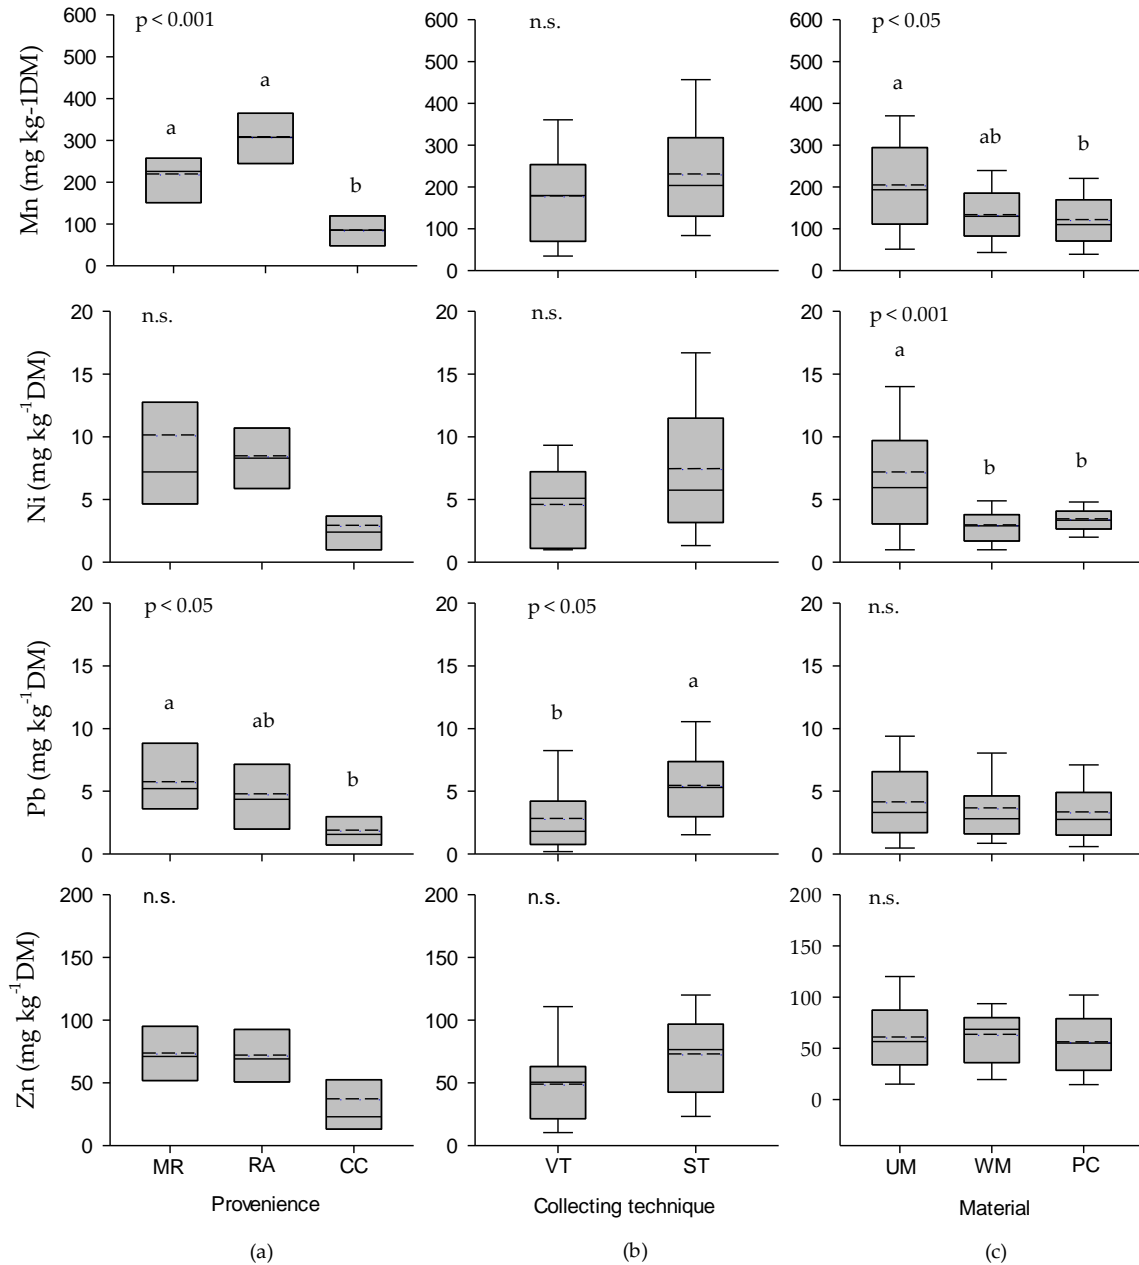 Mn (mg kg-1DM)
600
500
400
300
200
100
0
p < 0.001
a
a
b
600
500
400
300
200
100
0
n.s.
600
500
400
300
200
100
0
p < 0.05
a
ab
b
Ni (mg kg-1DM)
20
15
10
5
0
n.s.
20
15
10
5
0
n.s.
20
15
10
5
0
p < 0.001
a
b
b
Pb (mg kg-1DM)
20
15
10
5
0
p < 0.05
a
ab
b
20
15
10
5
0
p < 0.05
b
a
20
15
10
5
0
n.s.
Zn (mg kg-1DM)
200
150
100
50
0
n.s.
MR RA CC
Provenience
(a)
200
150
100
50
0
n.s.
VT ST
Collecting technique
(b)
200
150
100
50
0
n.s.
UM WM PC
Material
(c)